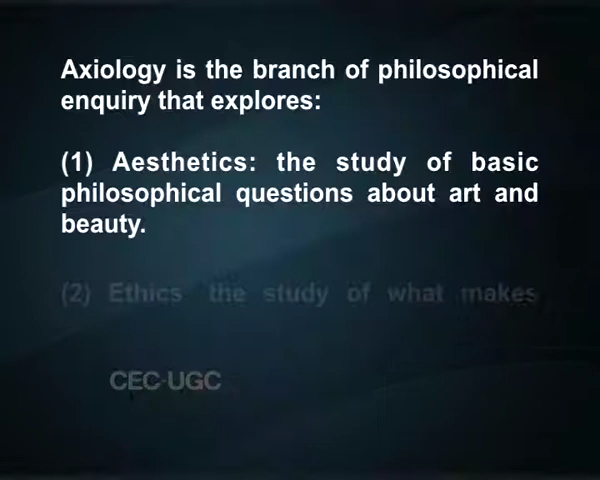 Axiology is the branch of philosophical
enquiry that explores:
(1) Aesthetics: the study of basic
philosophical questions about art and
beauty.
(2) Ethics the study of what makes
CEC-UGC